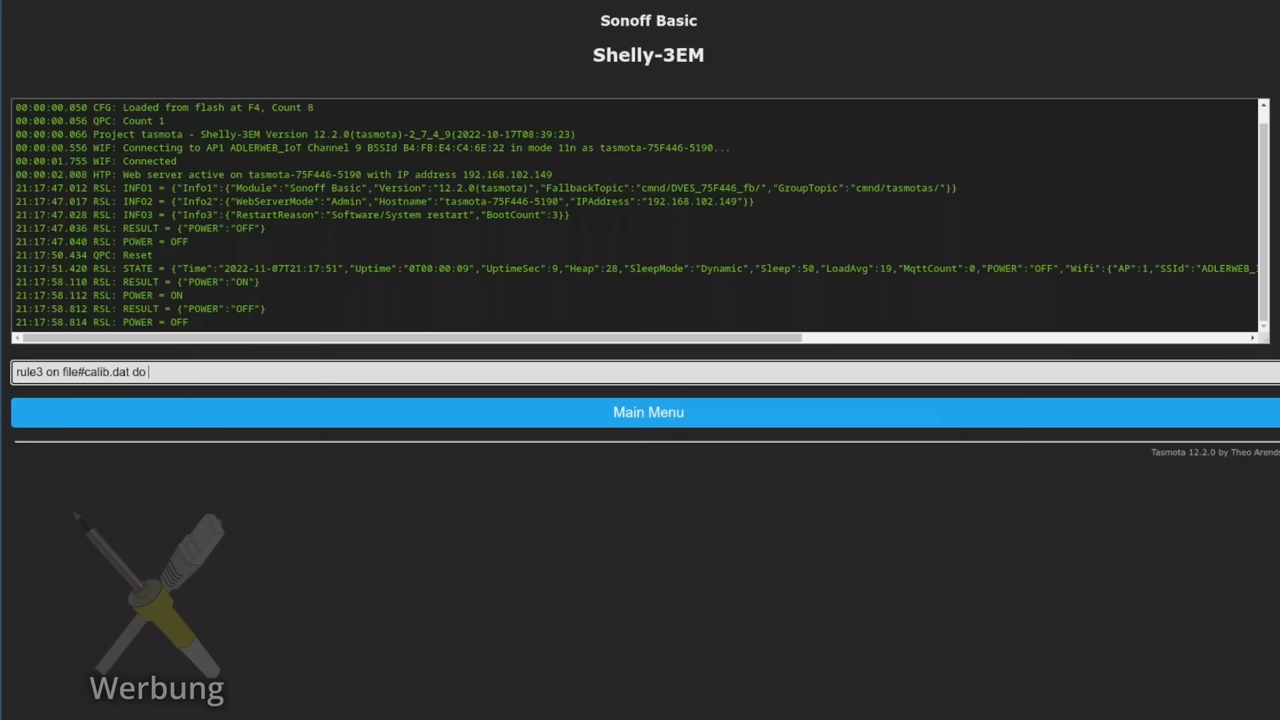 Sonoff Basic
Shelly-3EM
00:00:00.050 CFG: Loaded from flash at F4, Count 8
00:00:00.056 QPC: Count 1
00:00:00.066 Project tasmota - Shelly-3EM Version 12.2.0(tasmota)-2_7_4_9(2022-10-17T08:39:23)
00:00:00.556 WIF: Connecting to AP1 ADLERWEB_IoT Channel 9 BSSId B4:FB:E4:C4:6E:22 in mode 11n as tasmota-75F446-5190...
00:00:01.755 WIF: Connected
00:00:02.008 HTP: Web server active on tasmota-75F446-5190 with IP address 192.168.102.149
21:17:47.012 RSL: INFO1 = {"Info1":{"Module":"Sonoff Basic","Version":"12.2.0(tasmota)","FallbackTopic":"cmnd/DVES_75F446_fb/","GroupTopic":"cmnd/tasmotas/"}}
21:17:47.017 RSL: INFO2 = {"Info2":{"WebServerMode":"Admin","Hostname":"tasmota-75F446-5190","IPAddress":"192.168.102.149"}}
21:17:47.028 RSL: INFO3 = {"Info3":{"RestartReason":"Software/System restart","BootCount":3}}
21:17:47.036 RSL: RESULT = {"POWER":"OFF"}
21:17:47.040 RSL: POWER = OFF
21:17:50.434 QPC: Reset
21:17:51.420 RSL: STATE = {"Time":"2022-11-07T21:17:51","Uptime":"0T00:00:09","UptimeSec":9,"Heap":28,"SleepMode":"Dynamic","Sleep":50,"LoadAvg":19,"MqttCount":0,"POWER":"OFF","Wifi":{"AP":1,"SSId":"ADLERWEB_
21:17:58.110 RSL: RESULT = {"POWER":"ON"}
21:17:58.112 RSL: POWER = ON
21:17:58.812 RSL: RESULT = {"POWER":"OFF"}
21:17:58.814 RSL: POWER = OFF
rule3 on file#calib.dat do
Main Menu
Tasmota 12.2.0 by Theo Arends
Werbung